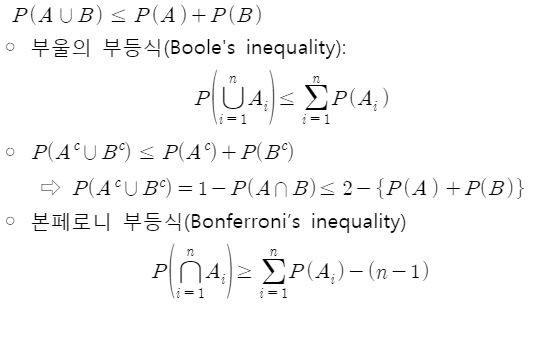 P(A∪B) ≤ P(A)+P(B)
○ 부울의 부등식(Boole's inequality):
P(⋃_{i=1}^{n} A_i) ≤ ∑_{i=1}^{n} P(A_i)
○ P(A^c∪B^c) ≤ P(A^c)+P(B^c)
⇨ P(A^c∪B^c) = 1−P(A∩B) ≤ 2−{P(A)+P(B)}
○ 본페로니 부등식(Bonferroni's inequality)
P(⋂_{i=1}^{n} A_i) ≥ ∑_{i=1}^{n} P(A_i)−(n−1)